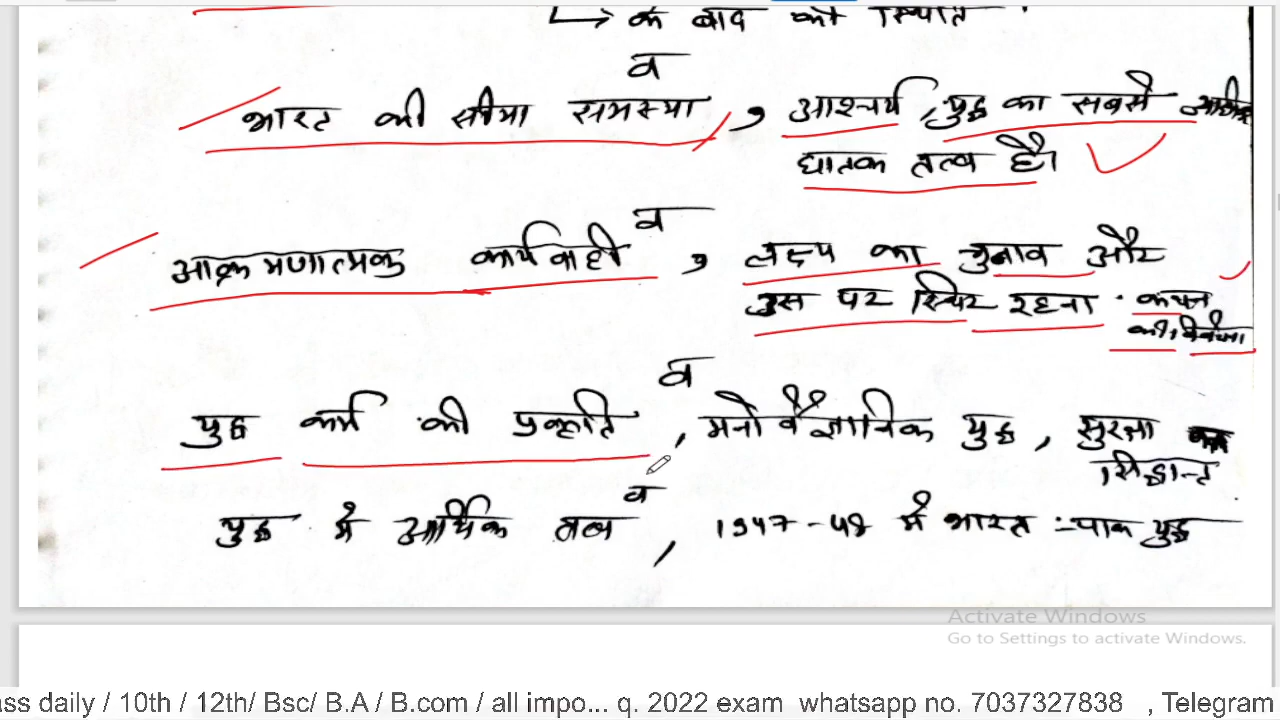 के बाद की स्थिति
व
भारत की सीमा समस्या , आश्चर्य , युद्ध का सबसे
घातक तत्व है।
व
आक्रमणात्मक कार्यवाही , लक्ष्य का चुनाव और
उस पर स्थिर रहना . कथन
की विवेचना
व
युद्ध कर्म की प्रकृति , मनोवैज्ञानिक युद्ध , सुरक्षा का
सिद्धान्त
व
युद्ध में आर्थिक तत्व , 1947-48 में भारत - पाक युद्ध
Activate Windows
Go to Settings to activate Windows.
ass daily / 10th / 12th/ Bsc/ B.A / B.com / all impo... q. 2022 exam whatsapp no. 7037327838 , Telegram